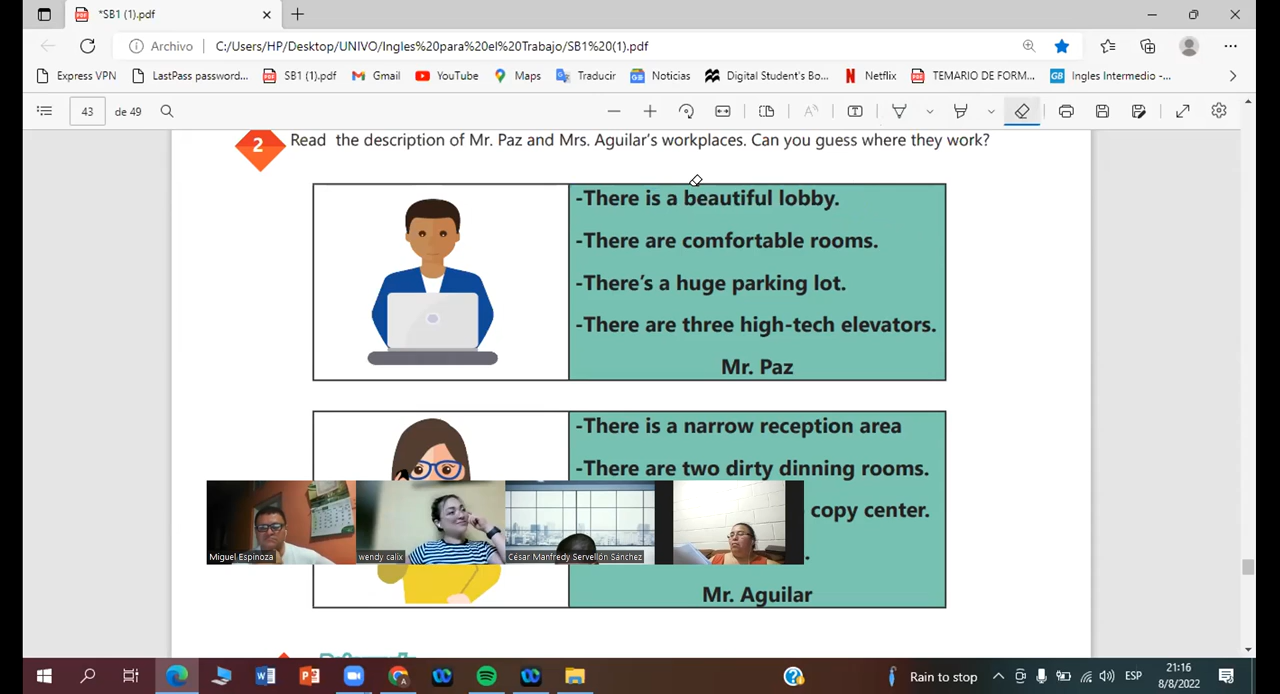 *SB1 (1).pdf
Archivo C:/Users/HP/Desktop/UNIVO/Ingles%20para%20el%20Trabajo/SB1%20(1).pdf
Express VPN LastPass password... SB1 (1).pdf Gmail YouTube Maps Traducir Noticias Digital Student's Bo... Netflix TEMARIO DE FORM... GB Ingles Intermedio -...
43 de 49
2 Read the description of Mr. Paz and Mrs. Aguilar's workplaces. Can you guess where they work?
-There is a beautiful lobby.
-There are comfortable rooms.
-There's a huge parking lot.
-There are three high-tech elevators.
Mr. Paz
-There is a narrow reception area
-There are two dirty dinning rooms.
copy center.
Miguel Espinoza wendy calix César Manfredy Servellón Sánchez
Mr. Aguilar
Rain to stop ESP 21:16
8/8/2022